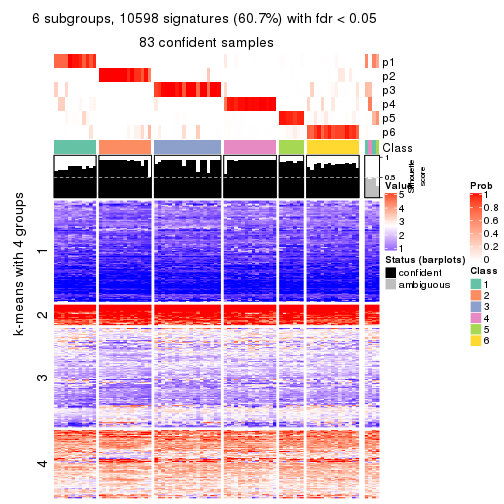 6 subgroups, 10598 signatures (60.7%) with fdr < 0.05
83 confident samples
p1
p2
p3
p4
p5
p6
Class
1
0.5
0
Silhouette
score
k-means with 4 groups
1
2
3
4
Value
5
4
3
2
1
Status (barplots)
confident
ambiguous
Prob
1
0.8
0.6
0.4
0.2
0
Class
1
2
3
4
5
6